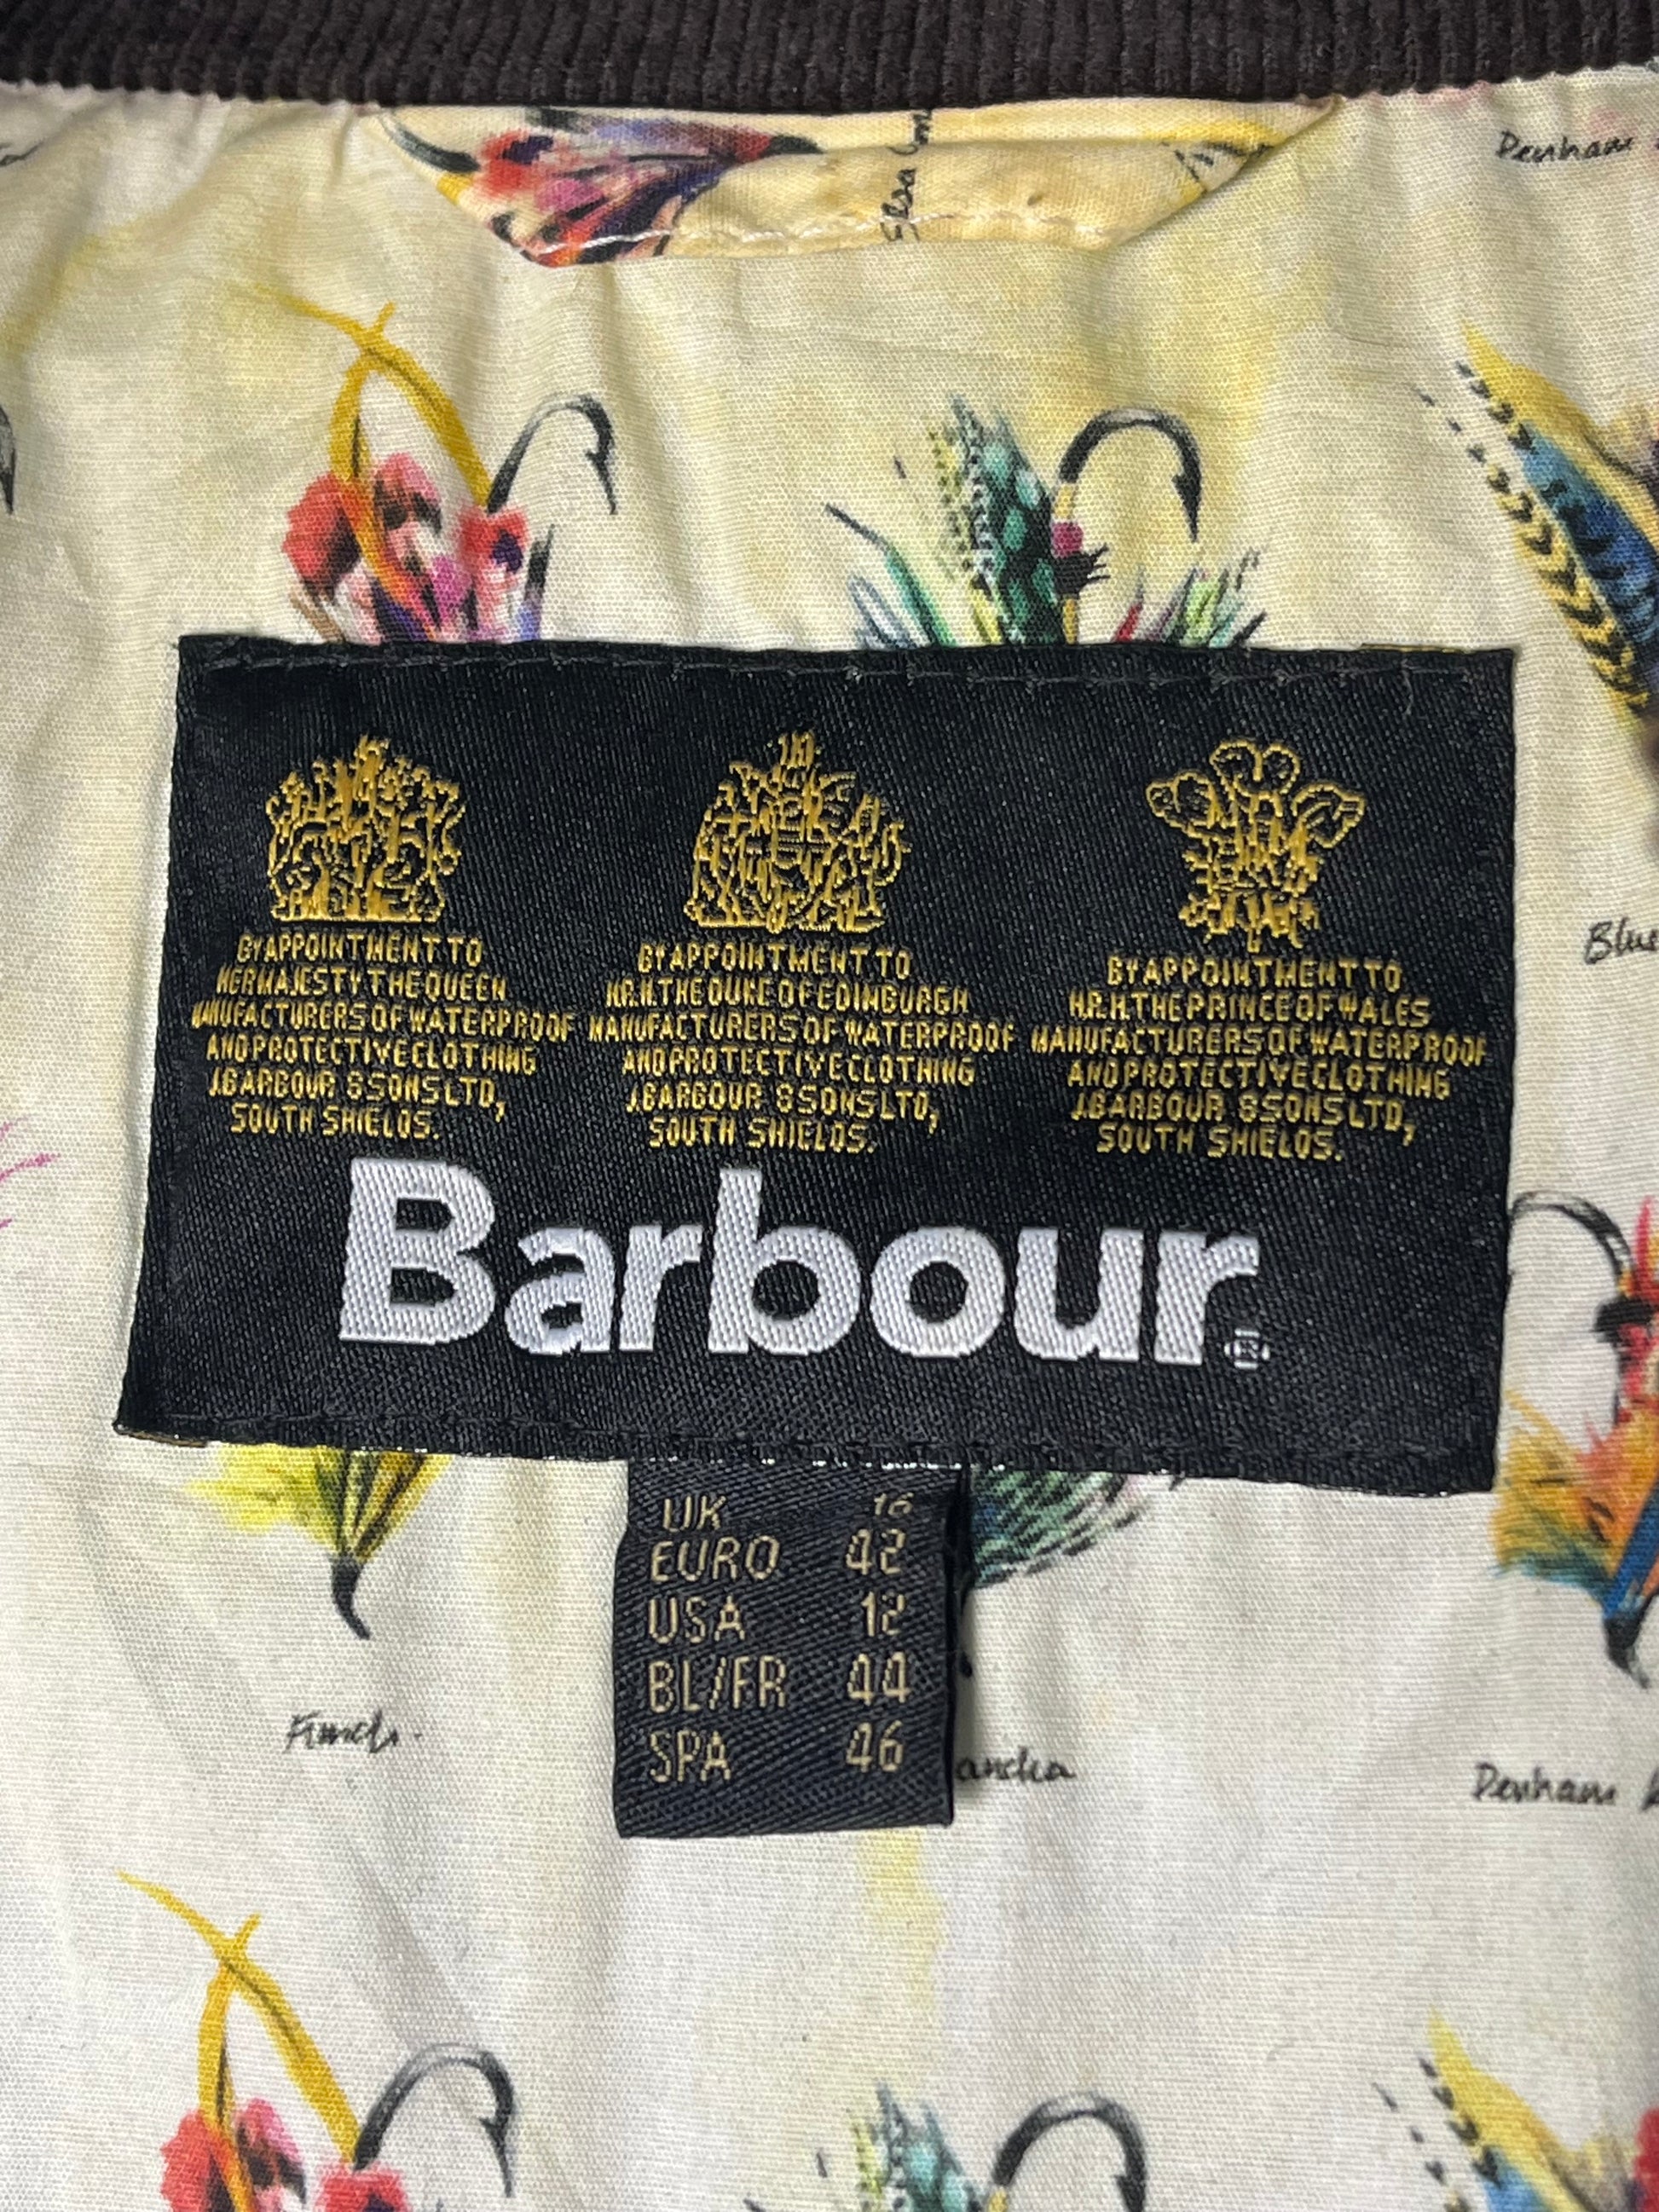 Denham
Elsa
BY APPOINTMENT TO
HER MAJESTY THE QUEEN
MANUFACTURERS OF WATERPROOF
AND PROTECTIVE CLOTHING
J.BARBOUR & SONS LTD,
SOUTH SHIELDS.
BY APPOINTMENT TO
H.R.H. THE DUKE OF EDINBURGH
MANUFACTURERS OF WATERPROOF
AND PROTECTIVE CLOTHING
J.BARBOUR & SONS LTD,
SOUTH SHIELDS.
BY APPOINTMENT TO
H.R.H. THE PRINCE OF WALES
MANUFACTURERS OF WATERPROOF
AND PROTECTIVE CLOTHING
J.BARBOUR & SONS LTD,
SOUTH SHIELDS.
Blue
Barbour®
UK 16
EURO 42
USA 12
BL/FR 44
SPA 46
Denham